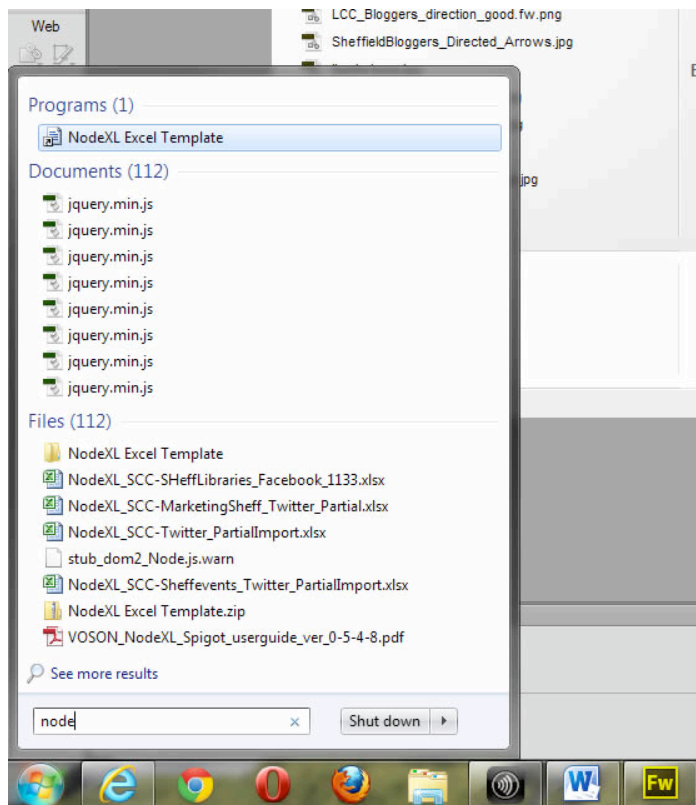 Web
LCC_Bloggers_direction_good.fw.png
SheffieldBloggers_Directed_Arrows.jpg
Programs (1)
NodeXL Excel Template
Documents (112)
jpg
jquery.min.js
jquery.min.js
jquery.min.js
jquery.min.js
jquery.min.js
jquery.min.js
jquery.min.js
jquery.min.js
Files (112)
NodeXL Excel Template
NodeXL_SCC-SHeffLibraries_Facebook_1133.xlsx
NodeXL_SCC-MarketingSheff_Twitter_Partial.xlsx
NodeXL_SCC-Twitter_PartialImport.xlsx
stub_dom2_Node.js.warn
NodeXL_SCC-Sheffevents_Twitter_PartialImport.xlsx
NodeXL Excel Template.zip
VOSON_NodeXL_Spigot_userguide_ver_0-5-4-8.pdf
See more results
node
Shut down
W
Fw